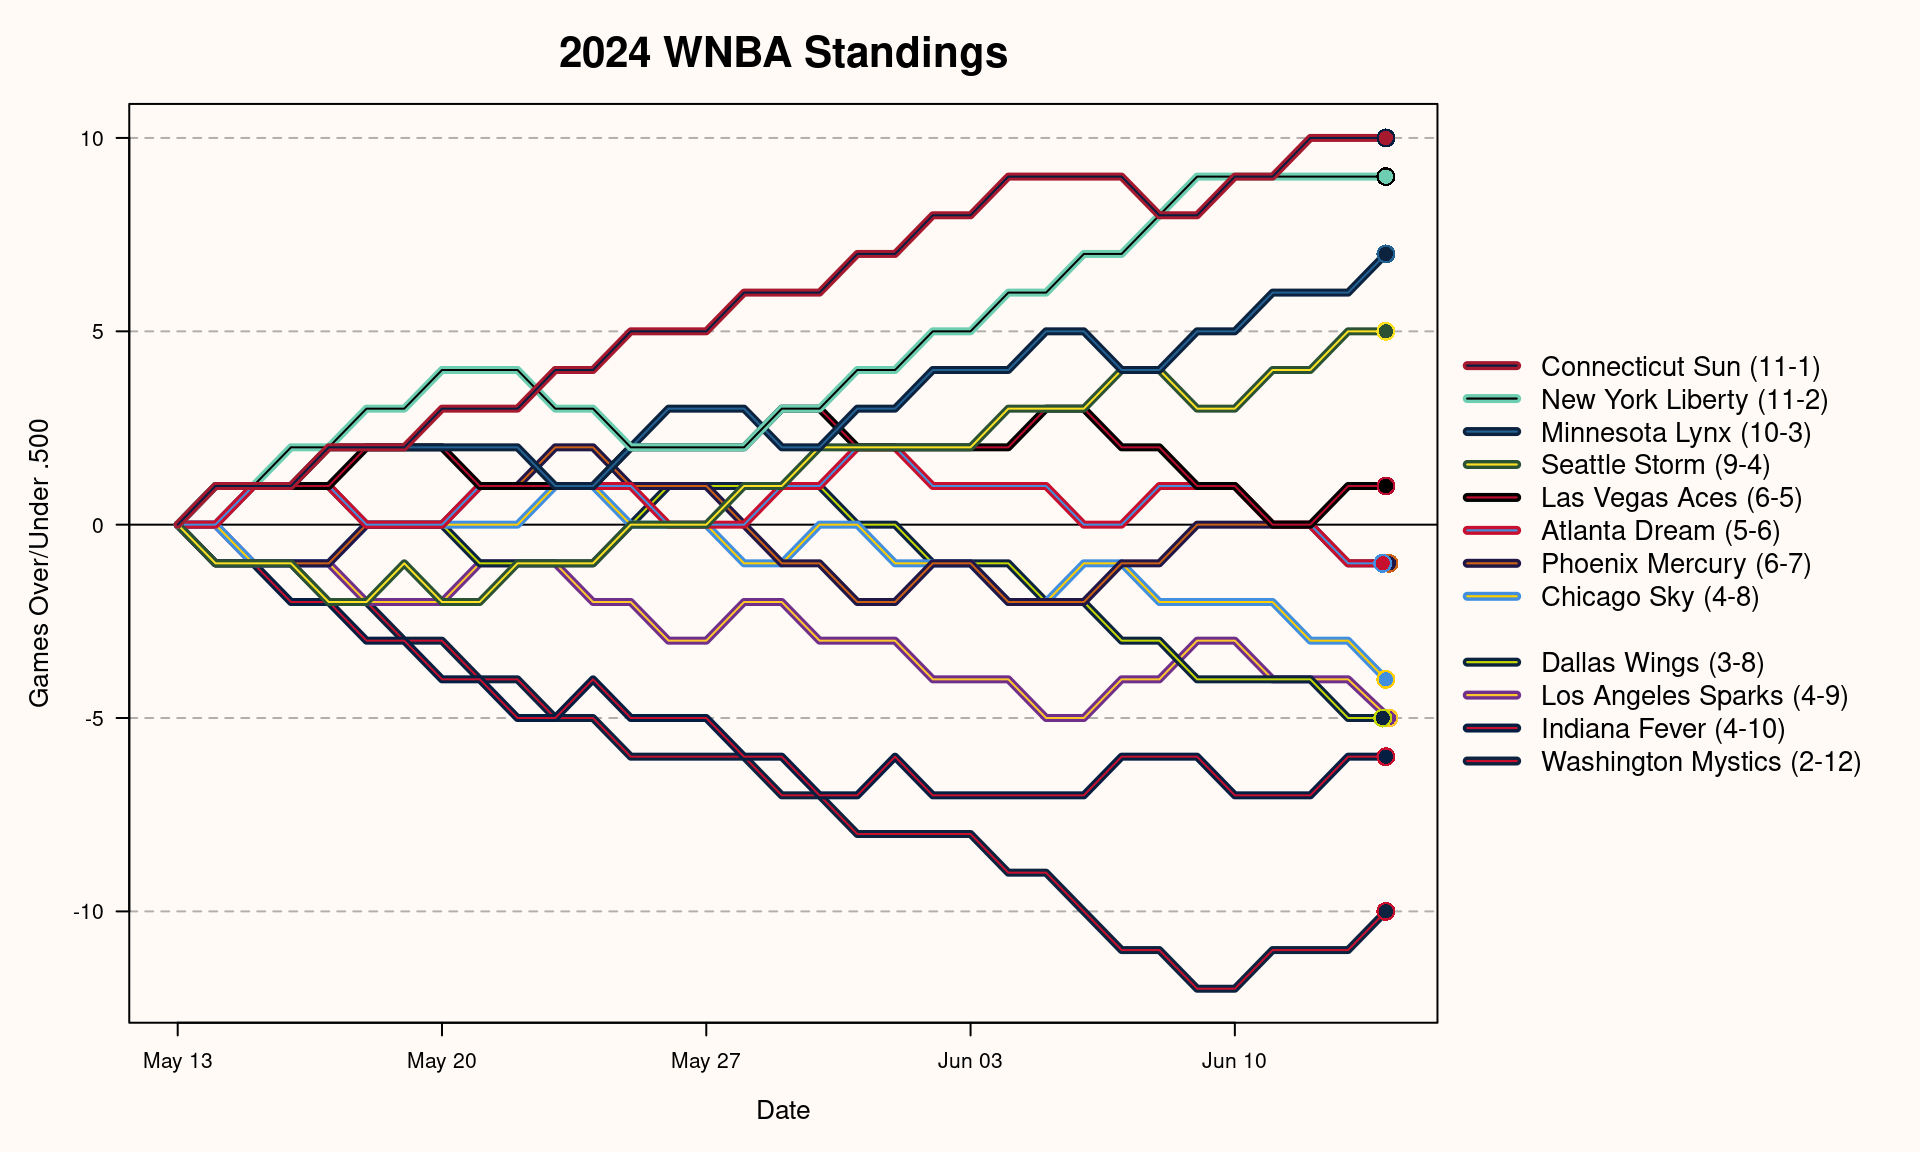 2024 WNBA Standings
10
5
0
-5
-10
Games Over/Under .500
May 13
May 20
May 27
Jun 03
Jun 10
Date
Connecticut Sun (11-1)
New York Liberty (11-2)
Minnesota Lynx (10-3)
Seattle Storm (9-4)
Las Vegas Aces (6-5)
Atlanta Dream (5-6)
Phoenix Mercury (6-7)
Chicago Sky (4-8)
Dallas Wings (3-8)
Los Angeles Sparks (4-9)
Indiana Fever (4-10)
Washington Mystics (2-12)